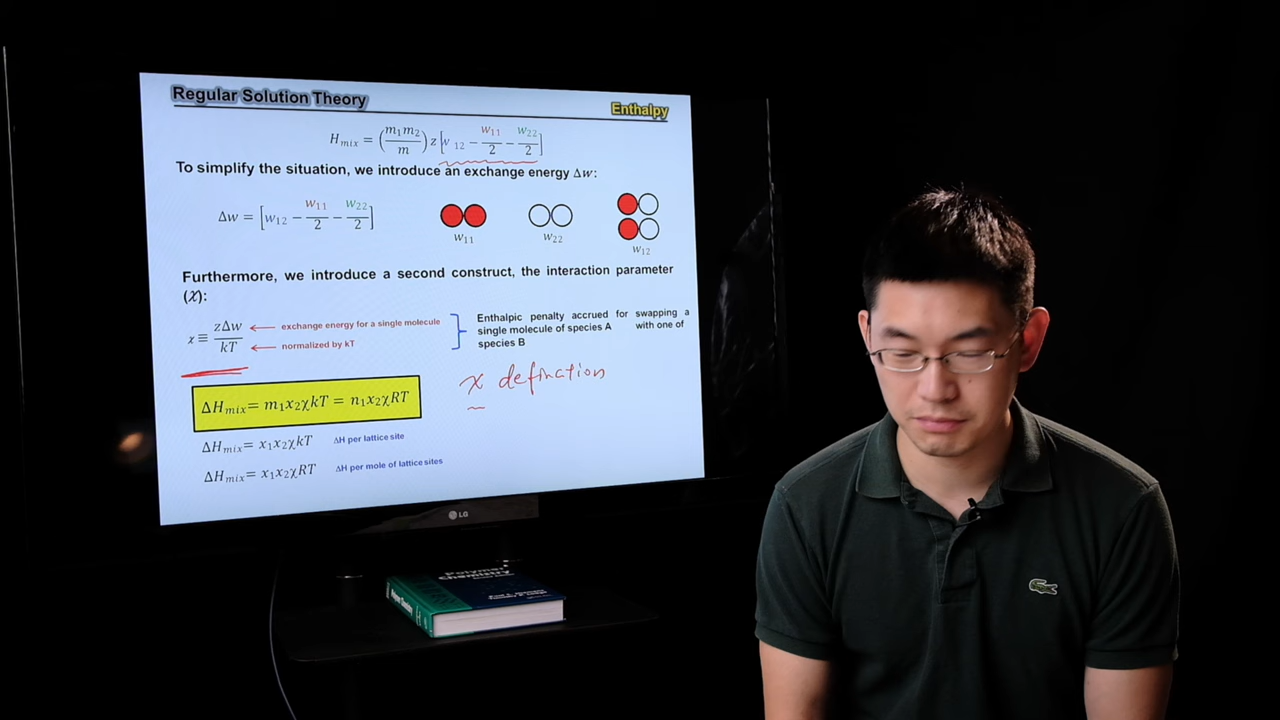 Regular Solution Theory
Enthalpy
H_mix = (m₁m₂/m) z [w₁₂ − w₁₁/2 − w₂₂/2]
To simplify the situation, we introduce an exchange energy Δw:
Δw = [w₁₂ − w₁₁/2 − w₂₂/2]
w₁₁
w₂₂
w₁₂
Furthermore, we introduce a second construct, the interaction parameter
(χ):
χ ≡ zΔw/kT
exchange energy for a single molecule
normalized by kT
Enthalpic penalty accrued for swapping a
single molecule of species A with one of
species B
χ defination
ΔH_mix = m₁x₂χkT = n₁x₂χRT
ΔH_mix = x₁x₂χkT ΔH per lattice site
ΔH_mix = x₁x₂χRT ΔH per mole of lattice sites
LG
Polymer
Chemistry